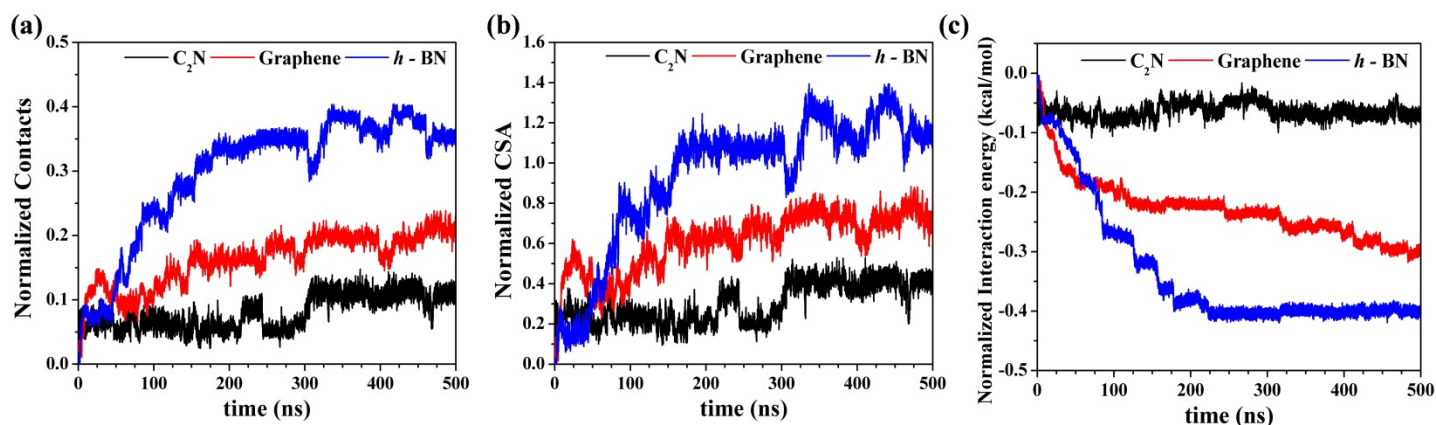 (a)
C₂N Graphene h - BN
Normalized Contacts
0.5
0.4
0.3
0.2
0.1
0.0
0 100 200 300 400 500
time (ns)
(b)
C₂N Graphene h - BN
Normalized CSA
1.6
1.4
1.2
1.0
0.8
0.6
0.4
0.2
0.0
0 100 200 300 400 500
time (ns)
(c)
C₂N Graphene h - BN
Normalized Interaction energy (kcal/mol)
0.0
-0.1
-0.2
-0.3
-0.4
-0.5
0 100 200 300 400 500
time (ns)